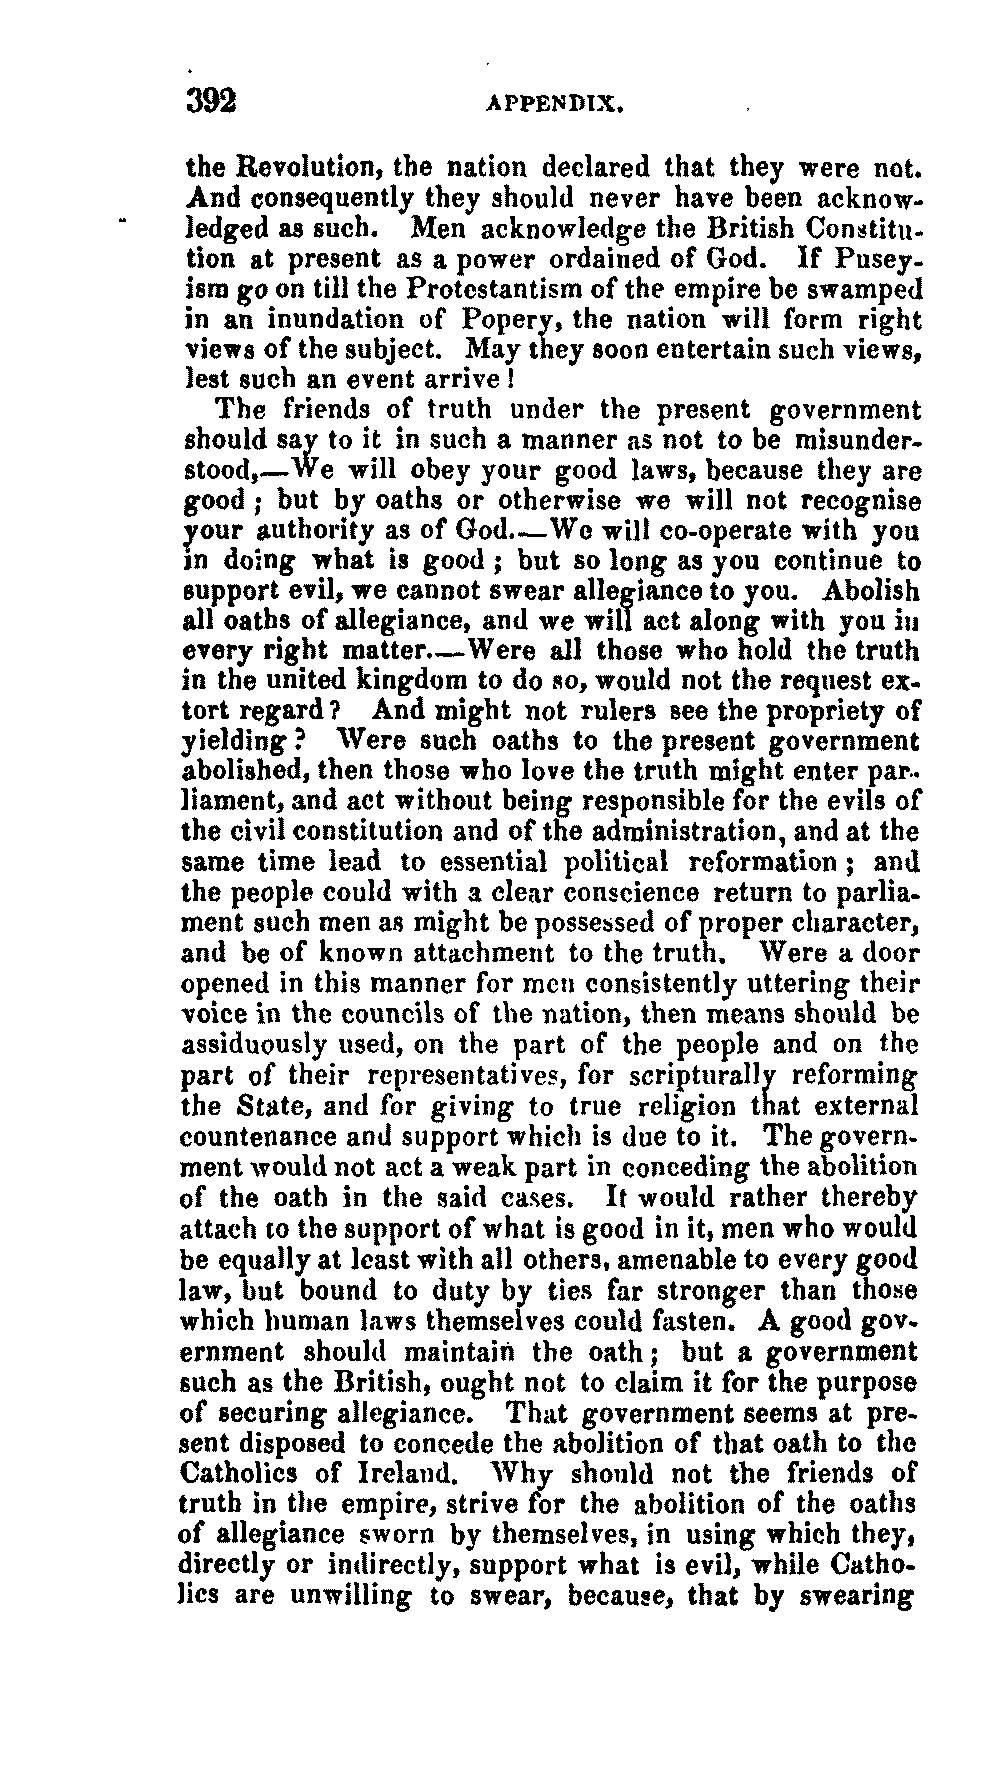 392 APPENDIX.
the Revolution, the nation declared that they were not.
And consequently they should never have been acknow-
ledged as such. Men acknowledge the British Constitu-
tion at present as a power ordained of God. If Pusey-
ism go on till the Protestantism of the empire be swamped
in an inundation of Popery, the nation will form right
views of the subject. May they soon entertain such views,
lest such an event arrive!
The friends of truth under the present government
should say to it in such a manner as not to be misunder-
stood,—We will obey your good laws, because they are
good; but by oaths or otherwise we will not recognise
your authority as of God.—We will co-operate with you
in doing what is good; but so long as you continue to
support evil, we cannot swear allegiance to you. Abolish
all oaths of allegiance, and we will act along with you in
every right matter.—Were all those who hold the truth
in the united kingdom to do so, would not the request ex-
tort regard? And might not rulers see the propriety of
yielding? Were such oaths to the present government
abolished, then those who love the truth might enter par-
liament, and act without being responsible for the evils of
the civil constitution and of the administration, and at the
same time lead to essential political reformation; and
the people could with a clear conscience return to parlia-
ment such men as might be possessed of proper character,
and be of known attachment to the truth. Were a door
opened in this manner for men consistently uttering their
voice in the councils of the nation, then means should be
assiduously used, on the part of the people and on the
part of their representatives, for scripturally reforming
the State, and for giving to true religion that external
countenance and support which is due to it. The govern-
ment would not act a weak part in conceding the abolition
of the oath in the said cases. It would rather thereby
attach to the support of what is good in it, men who would
be equally at least with all others, amenable to every good
law, but bound to duty by ties far stronger than those
which human laws themselves could fasten. A good gov-
ernment should maintain the oath; but a government
such as the British, ought not to claim it for the purpose
of securing allegiance. That government seems at pre-
sent disposed to concede the abolition of that oath to the
Catholics of Ireland. Why should not the friends of
truth in the empire, strive for the abolition of the oaths
of allegiance sworn by themselves, in using which they,
directly or indirectly, support what is evil, while Catho-
lics are unwilling to swear, because, that by swearing